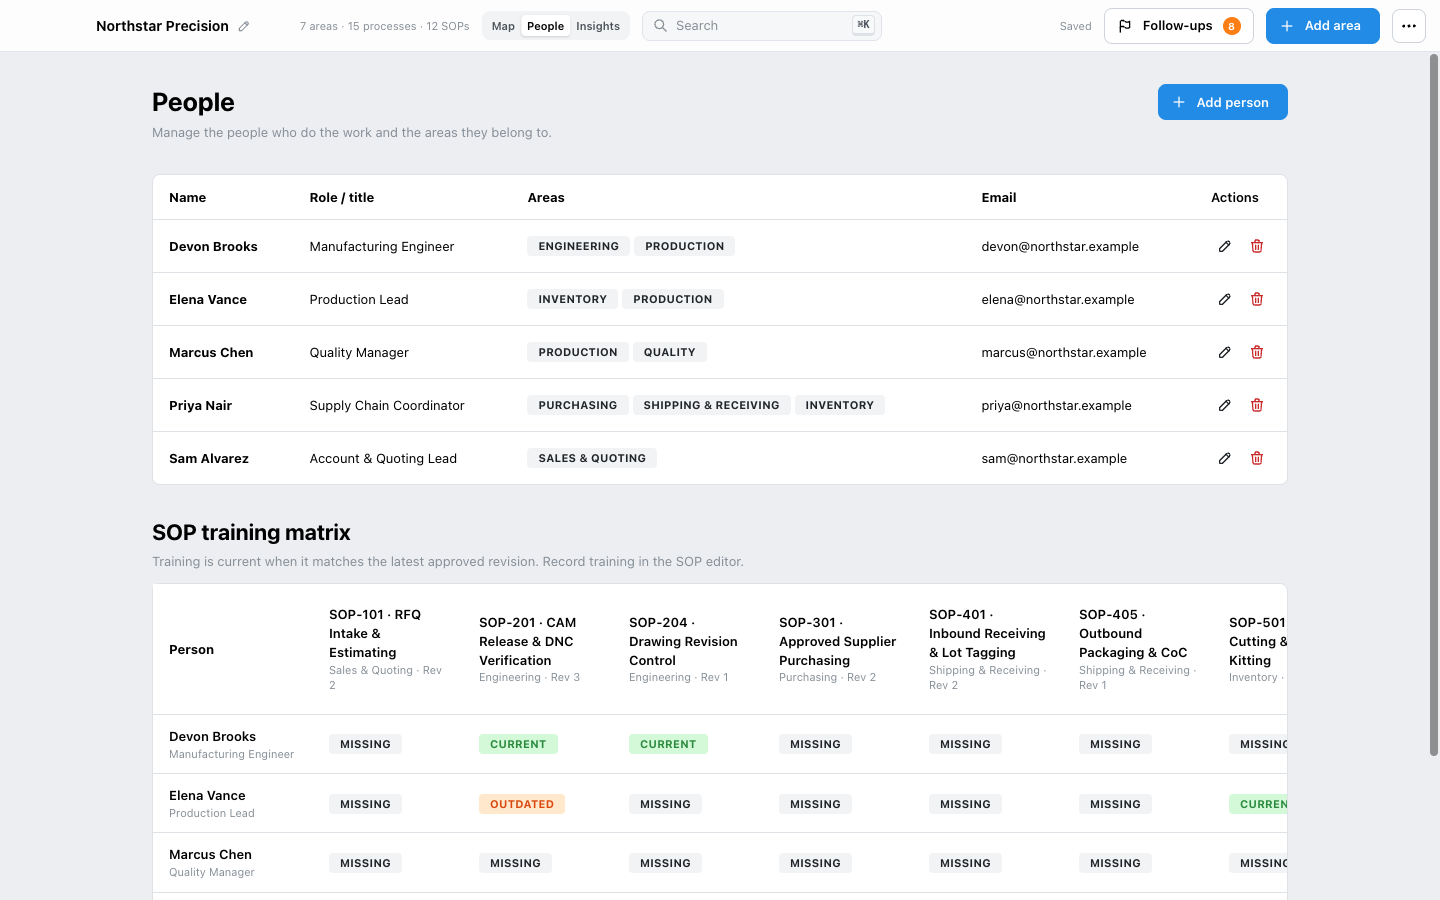 Northstar Precision
7 areas · 15 processes · 12 SOPs
Map People Insights
Search ⌘K
Saved
Follow-ups 8
Add area
People
Add person
Manage the people who do the work and the areas they belong to.
Name Role / title Areas Email Actions
Devon Brooks Manufacturing Engineer ENGINEERING PRODUCTION devon@northstar.example
Elena Vance Production Lead INVENTORY PRODUCTION elena@northstar.example
Marcus Chen Quality Manager PRODUCTION QUALITY marcus@northstar.example
Priya Nair Supply Chain Coordinator PURCHASING SHIPPING & RECEIVING INVENTORY priya@northstar.example
Sam Alvarez Account & Quoting Lead SALES & QUOTING sam@northstar.example
SOP training matrix
Training is current when it matches the latest approved revision. Record training in the SOP editor.
Person
SOP-101 · RFQ
Intake &
Estimating
Sales & Quoting · Rev
2
SOP-201 · CAM
Release & DNC
Verification
Engineering · Rev 3
SOP-204 ·
Drawing Revision
Control
Engineering · Rev 1
SOP-301 ·
Approved Supplier
Purchasing
Purchasing · Rev 2
SOP-401 ·
Inbound Receiving
& Lot Tagging
Shipping & Receiving ·
Rev 2
SOP-405 ·
Outbound
Packaging & CoC
Shipping & Receiving ·
Rev 1
SOP-501
Cutting &
Kitting
Inventory ·
Devon Brooks
Manufacturing Engineer
MISSING CURRENT CURRENT MISSING MISSING MISSING MISSING
Elena Vance
Production Lead
MISSING OUTDATED MISSING MISSING MISSING MISSING CURREN
Marcus Chen
Quality Manager
MISSING MISSING MISSING MISSING MISSING MISSING MISSING